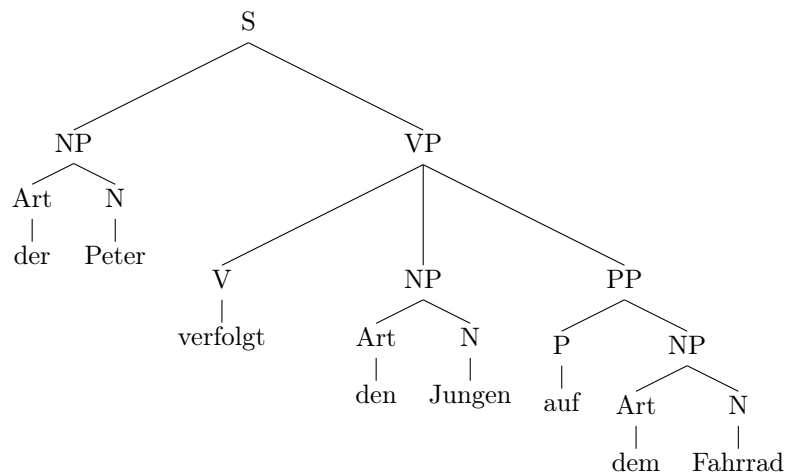 S
NP VP
Art N
der Peter
V NP PP
verfolgt Art N P NP
den Jungen auf Art N
dem Fahrrad